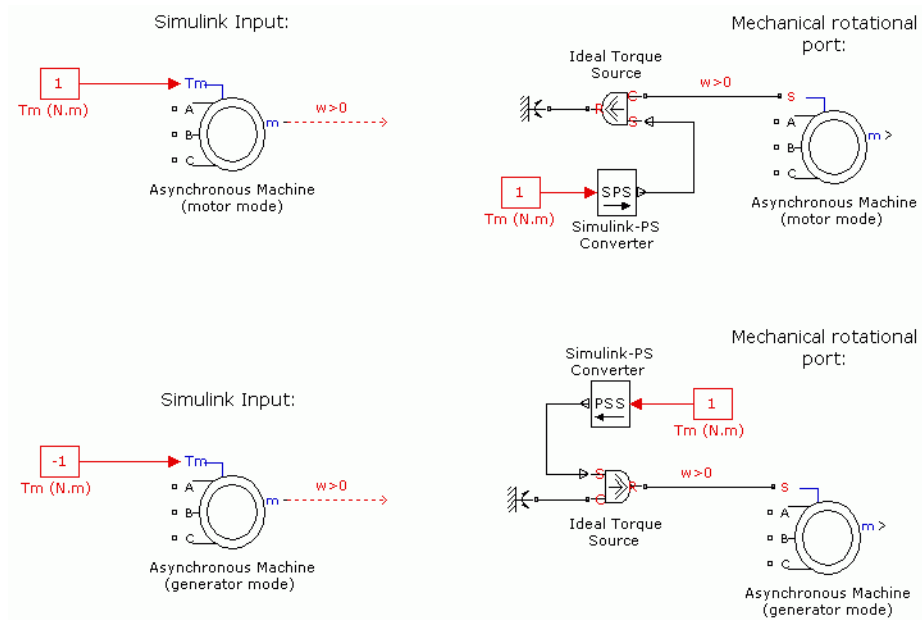 Simulink Input:
1
Tm (N.m)
Tm
A
B
C
m
w>0
Asynchronous Machine
(motor mode)
Mechanical rotational
port:
Ideal Torque
Source
R
C
S
w>0
1
Tm (N.m)
SPS
Simulink-PS
Converter
S
A
B
C
m
Asynchronous Machine
(motor mode)
Simulink Input:
-1
Tm (N.m)
Tm
A
B
C
m
w>0
Asynchronous Machine
(generator mode)
Mechanical rotational
port:
Simulink-PS
Converter
PSS
1
Tm (N.m)
S
C
R
w>0
Ideal Torque
Source
S
A
B
C
m
Asynchronous Machine
(generator mode)